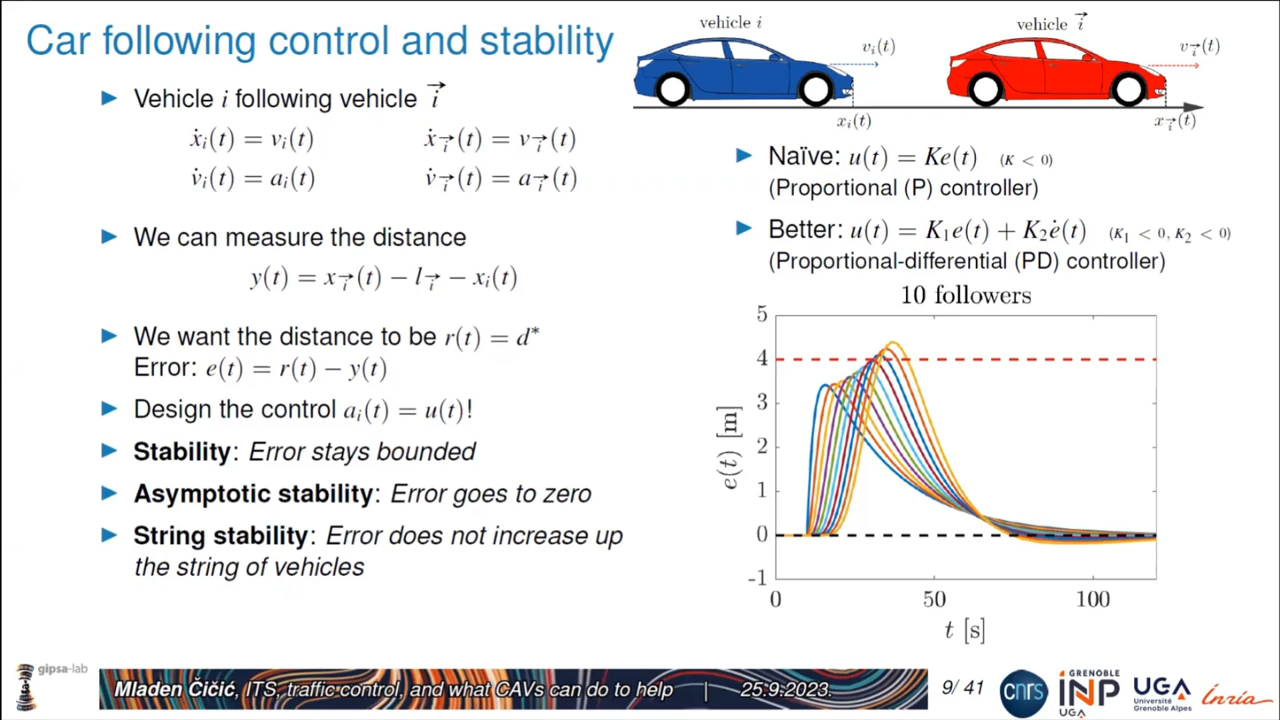 Car following control and stability
Vehicle i following vehicle i⃗
ẋᵢ(t) = vᵢ(t)    ẋ_i⃗(t) = v_i⃗(t)
v̇ᵢ(t) = aᵢ(t)    v̇_i⃗(t) = a_i⃗(t)
We can measure the distance
y(t) = x_i⃗(t) − l_i⃗ − xᵢ(t)
We want the distance to be r(t) = d*
Error: e(t) = r(t) − y(t)
Design the control aᵢ(t) = u(t)!
Stability: Error stays bounded
Asymptotic stability: Error goes to zero
String stability: Error does not increase up
the string of vehicles
vehicle i
vehicle i⃗
vᵢ(t)
v_i⃗(t)
xᵢ(t)
x_i⃗(t)
Naïve: u(t) = Ke(t) (K < 0)
(Proportional (P) controller)
Better: u(t) = K₁e(t) + K₂ė(t) (K₁ < 0, K₂ < 0)
(Proportional-differential (PD) controller)
10 followers
5
4
3
2
1
0
-1
e(t) [m]
0 50 100
t [s]
gipsa-lab
Mladen Čičić, ITS, traffic control, and what CAVs can do to help | 25.9.2023.
9/ 41
cnrs
GRENOBLE
INP
UGA
UGA
Université
Grenoble Alpes
Inria